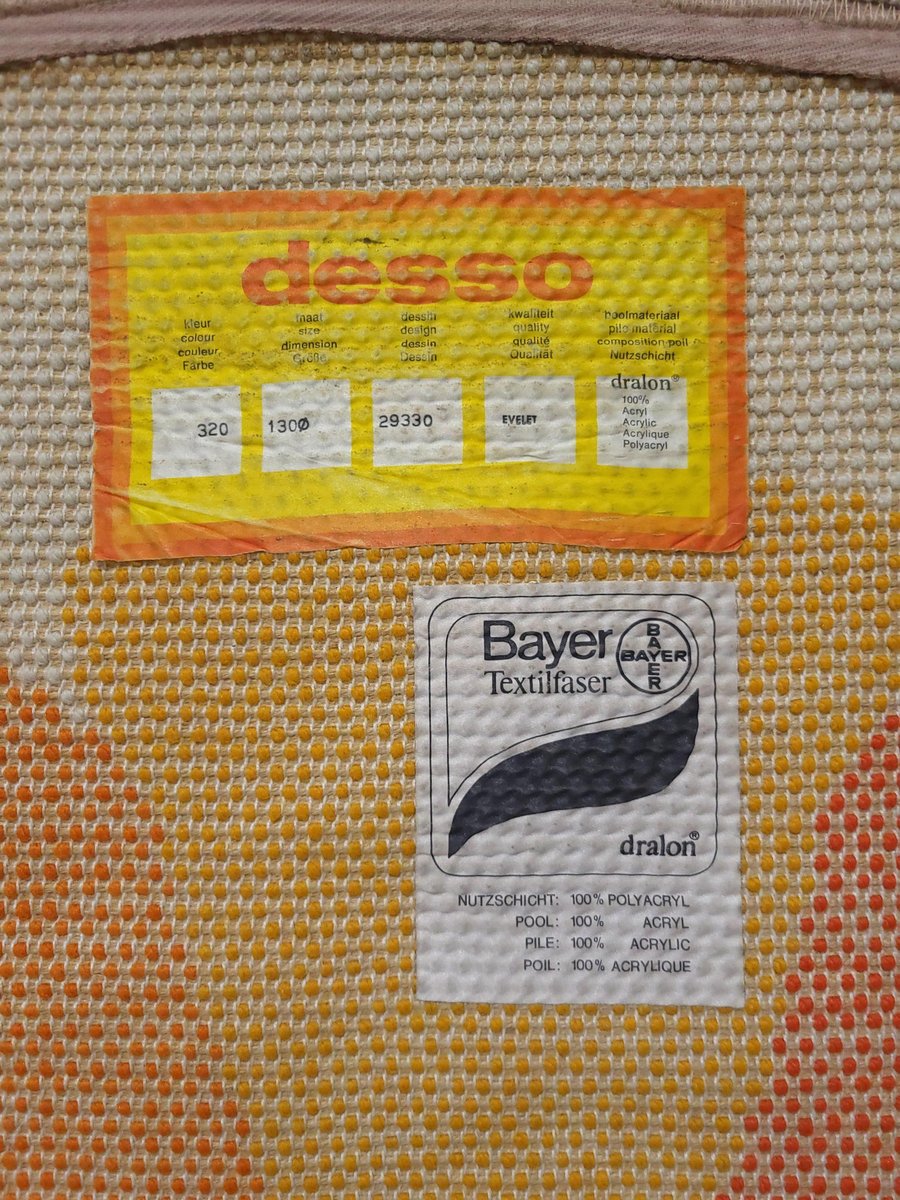 desso
kleur
colour
couleur
Farbe
maat
size
dimension
Größe
dessin
design
dessin
Dessin
kwaliteit
quality
qualité
Qualität
poolmateriaal
pile material
composition poil
Nutzschicht
320
130Ø
29330
EVELET
dralon®
100%
Acryl
Acrylic
Acrylique
Polyacryl
Bayer
Textilfaser
BAYER
BAYER
dralon®
NUTZSCHICHT: 100% POLYACRYL
POOL: 100% ACRYL
PILE: 100% ACRYLIC
POIL: 100% ACRYLIQUE